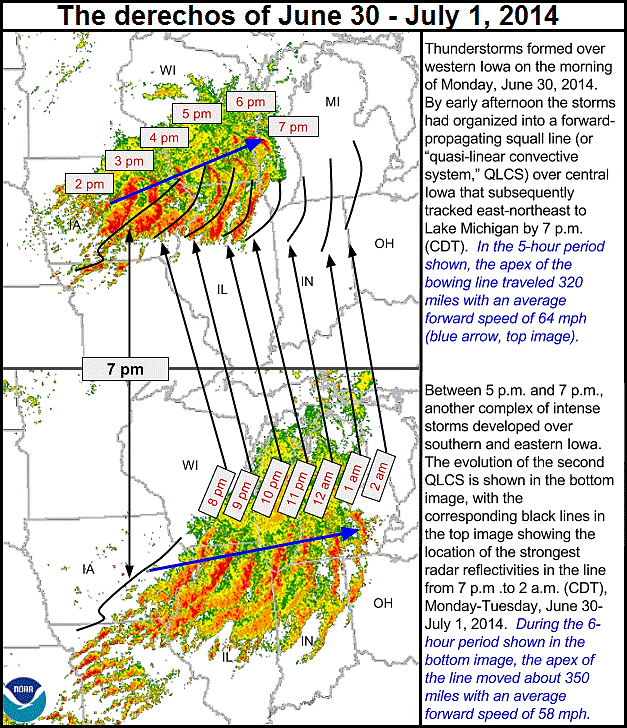 The derechos of June 30 - July 1, 2014
WI
MI
6 pm
5 pm
7 pm
4 pm
3 pm
2 pm
IA
OH
IL
IN
7 pm
WI
8 pm
9 pm
10 pm
11 pm
12 am
1 am
2 am
IA
OH
IN
IL
NOAA
Thunderstorms formed over
western Iowa on the morning
of Monday, June 30, 2014.
By early afternoon the storms
had organized into a forward-
propagating squall line (or
“quasi-linear convective
system,” QLCS) over central
Iowa that subsequently
tracked east-northeast to
Lake Michigan by 7 p.m.
(CDT). In the 5-hour period
shown, the apex of the
bowing line traveled 320
miles with an average
forward speed of 64 mph
(blue arrow, top image).
Between 5 p.m. and 7 p.m.,
another complex of intense
storms developed over
southern and eastern Iowa.
The evolution of the second
QLCS is shown in the bottom
image, with the
corresponding black lines in
the top image showing the
location of the strongest
radar reflectivities in the line
from 7 p.m .to 2 a.m. (CDT),
Monday-Tuesday, June 30-
July 1, 2014. During the 6-
hour period shown in the
bottom image, the apex of
the line moved about 350
miles with an average
forward speed of 58 mph.